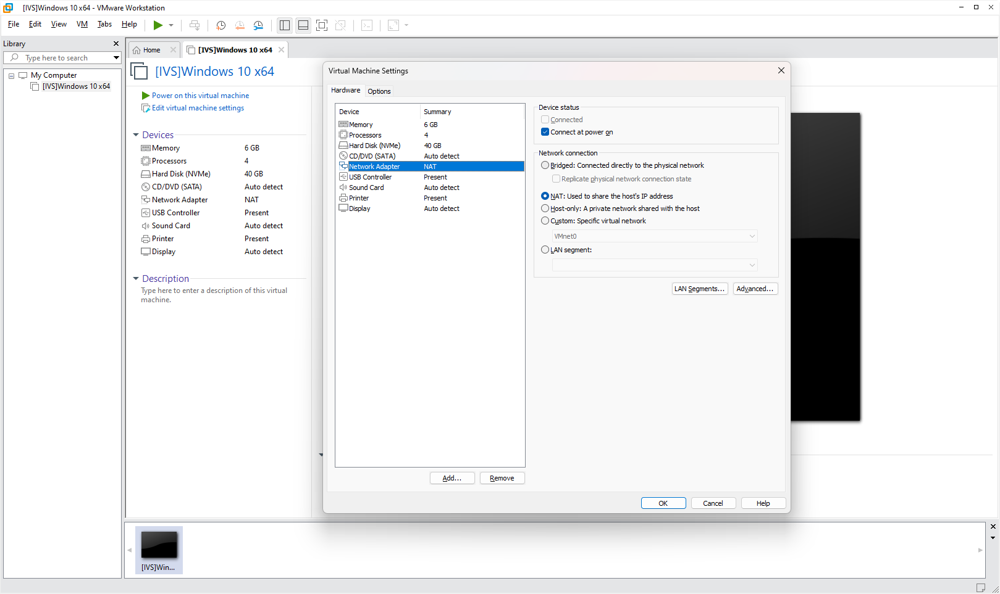 [IVS]Windows 10 x64 - VMware Workstation
File Edit View VM Tabs Help
Library
Type here to search
My Computer
[IVS]Windows 10 x64
Home
[IVS]Windows 10 x64
[IVS]Windows 10 x64
Power on this virtual machine
Edit virtual machine settings
Devices
Memory 6 GB
Processors 4
Hard Disk (NVMe) 40 GB
CD/DVD (SATA) Auto detect
Network Adapter NAT
USB Controller Present
Sound Card Auto detect
Printer Present
Display Auto detect
Description
Type here to enter a description of this virtual
machine.
Virtual Machine Settings
Hardware Options
Device Summary
Memory 6 GB
Processors 4
Hard Disk (NVMe) 40 GB
CD/DVD (SATA) Auto detect
Network Adapter NAT
USB Controller Present
Sound Card Auto detect
Printer Present
Display Auto detect
Add... Remove
Device status
Connected
Connect at power on
Network connection
Bridged: Connected directly to the physical network
Replicate physical network connection state
NAT: Used to share the host's IP address
Host-only: A private network shared with the host
Custom: Specific virtual network
VMnet0
LAN segment:
LAN Segments... Advanced...
OK Cancel Help
[IVS]Win...